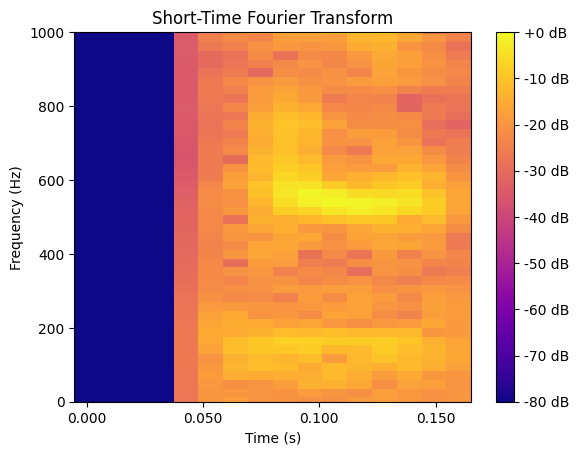 Short-Time Fourier Transform
1000
800
600
400
200
0
Frequency (Hz)
0.000
0.050
0.100
0.150
Time (s)
+0 dB
-10 dB
-20 dB
-30 dB
-40 dB
-50 dB
-60 dB
-70 dB
-80 dB